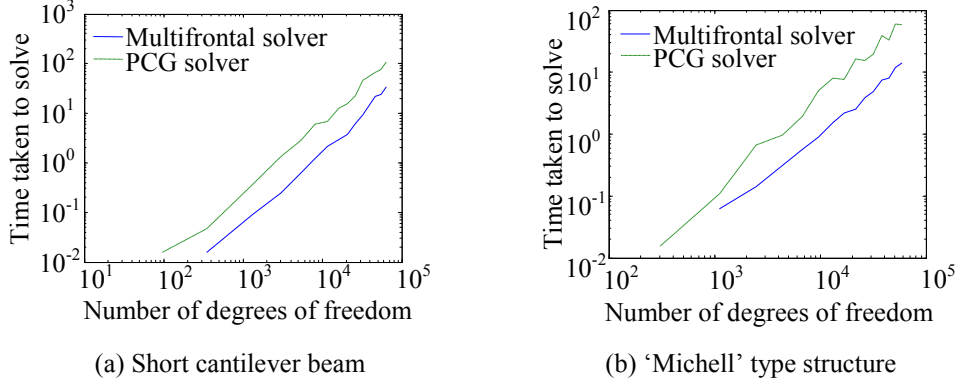 10^3
10^2
10^1
10^0
10^-1
10^-2
Time taken to solve
Multifrontal solver
PCG solver
10^1 10^2 10^3 10^4 10^5
Number of degrees of freedom
(a) Short cantilever beam
10^2
10^1
10^0
10^-1
10^-2
Time taken to solve
Multifrontal solver
PCG solver
10^2 10^3 10^4 10^5
Number of degrees of freedom
(b) ‘Michell’ type structure